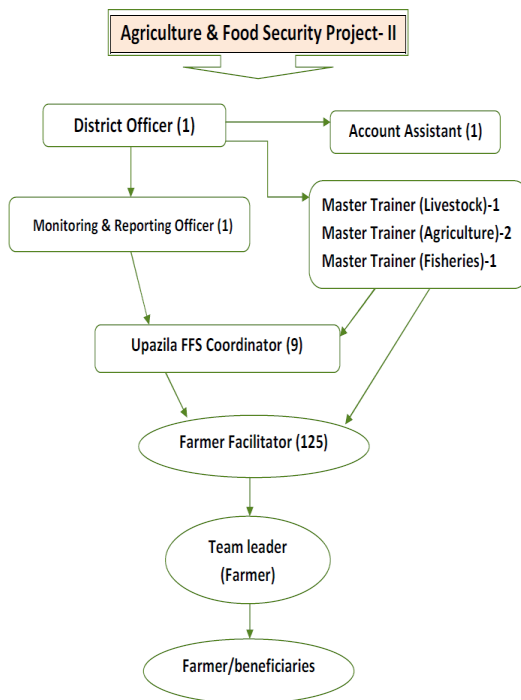 Agriculture & Food Security Project- II
District Officer (1)
Account Assistant (1)
Monitoring & Reporting Officer (1)
Master Trainer (Livestock)-1
Master Trainer (Agriculture)-2
Master Trainer (Fisheries)-1
Upazila FFS Coordinator (9)
Farmer Facilitator (125)
Team leader
(Farmer)
Farmer/beneficiaries